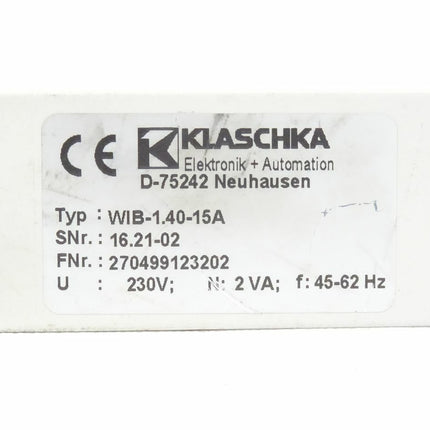 CE KLASCHKA
Elektronik + Automation
D-75242 Neuhausen
Typ : WIB-1.40-15A
SNr. : 16.21-02
FNr. : 270499123202
U : 230V; N: 2 VA; f: 45-62 Hz